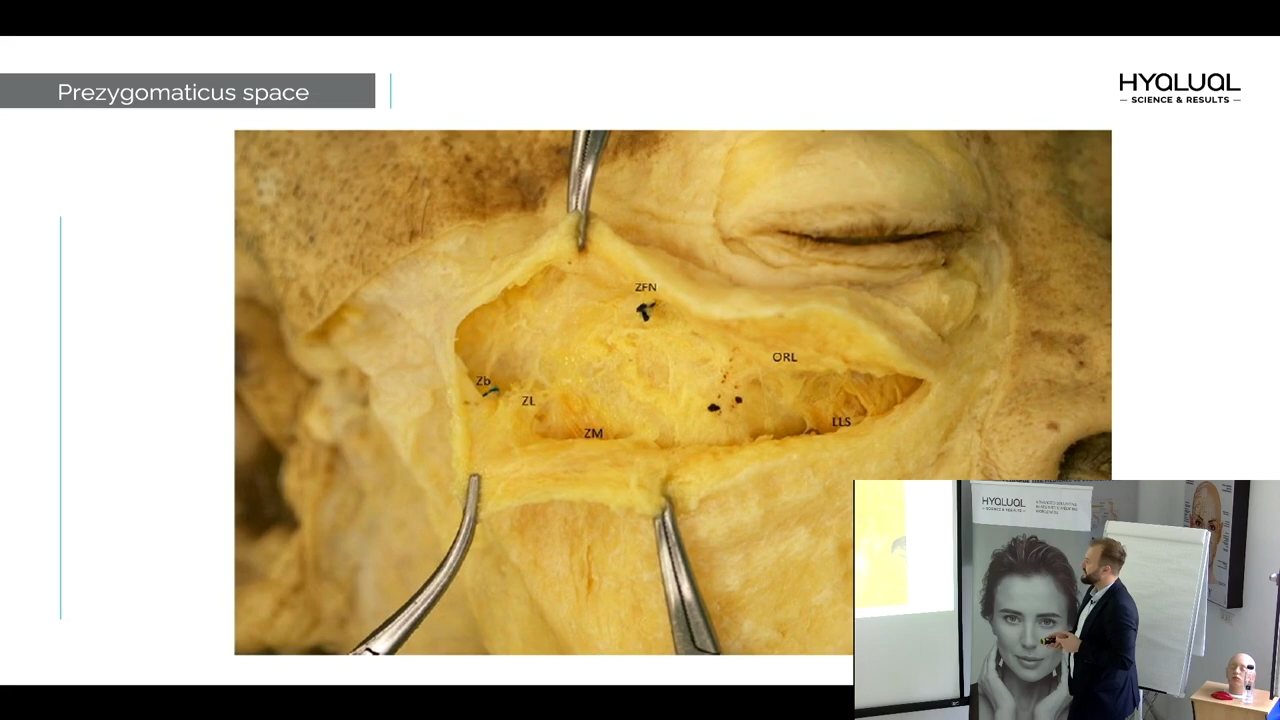 Prezygomaticus space
HYALUAL
— SCIENCE & RESULTS —
ZFN
ORL
Zb
ZL
LLS
ZM
HYALUAL
— SCIENCE & RESULTS —